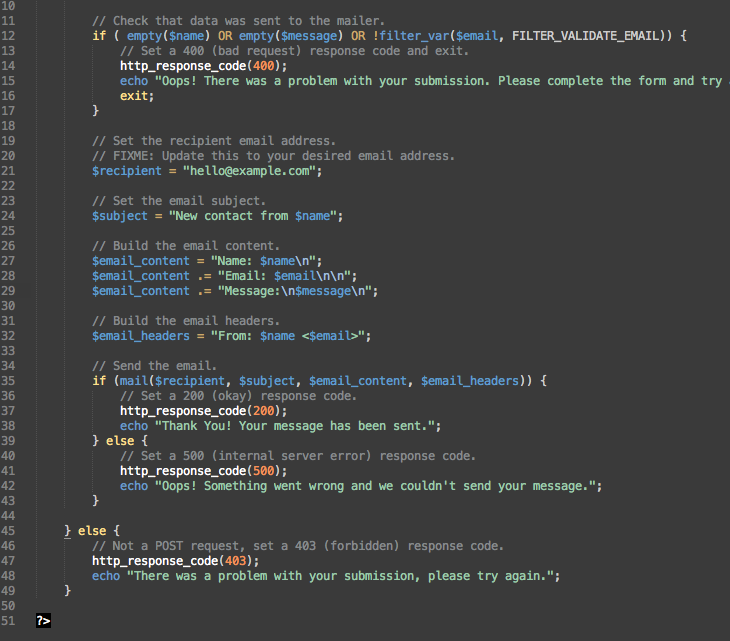 10
11 // Check that data was sent to the mailer.
12 if ( empty($name) OR empty($message) OR !filter_var($email, FILTER_VALIDATE_EMAIL)) {
13 // Set a 400 (bad request) response code and exit.
14 http_response_code(400);
15 echo "Oops! There was a problem with your submission. Please complete the form and try
16 exit;
17 }
18
19 // Set the recipient email address.
20 // FIXME: Update this to your desired email address.
21 $recipient = "hello@example.com";
22
23 // Set the email subject.
24 $subject = "New contact from $name";
25
26 // Build the email content.
27 $email_content = "Name: $name\n";
28 $email_content .= "Email: $email\n\n";
29 $email_content .= "Message:\n$message\n";
30
31 // Build the email headers.
32 $email_headers = "From: $name <$email>";
33
34 // Send the email.
35 if (mail($recipient, $subject, $email_content, $email_headers)) {
36 // Set a 200 (okay) response code.
37 http_response_code(200);
38 echo "Thank You! Your message has been sent.";
39 } else {
40 // Set a 500 (internal server error) response code.
41 http_response_code(500);
42 echo "Oops! Something went wrong and we couldn't send your message.";
43 }
44
45 } else {
46 // Not a POST request, set a 403 (forbidden) response code.
47 http_response_code(403);
48 echo "There was a problem with your submission, please try again.";
49 }
50
51 ?>